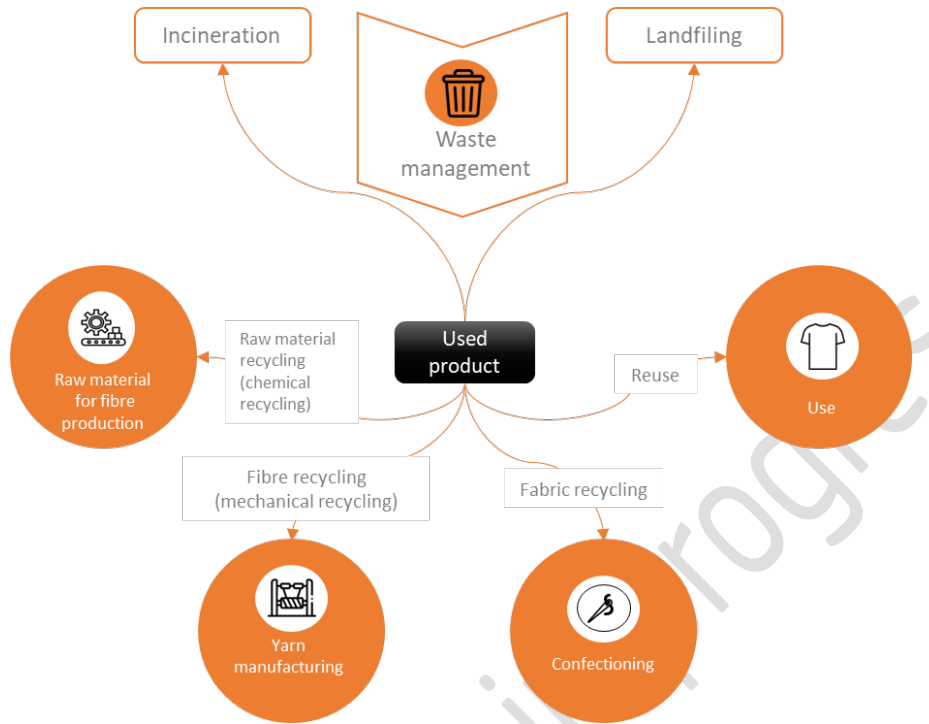 Incineration
Landfiling
Waste
management
Used
product
Raw material
recycling
(chemical
recycling)
Reuse
Raw material
for fibre
production
Use
Fibre recycling
(mechanical recycling)
Fabric recycling
Yarn
manufacturing
Confectioning